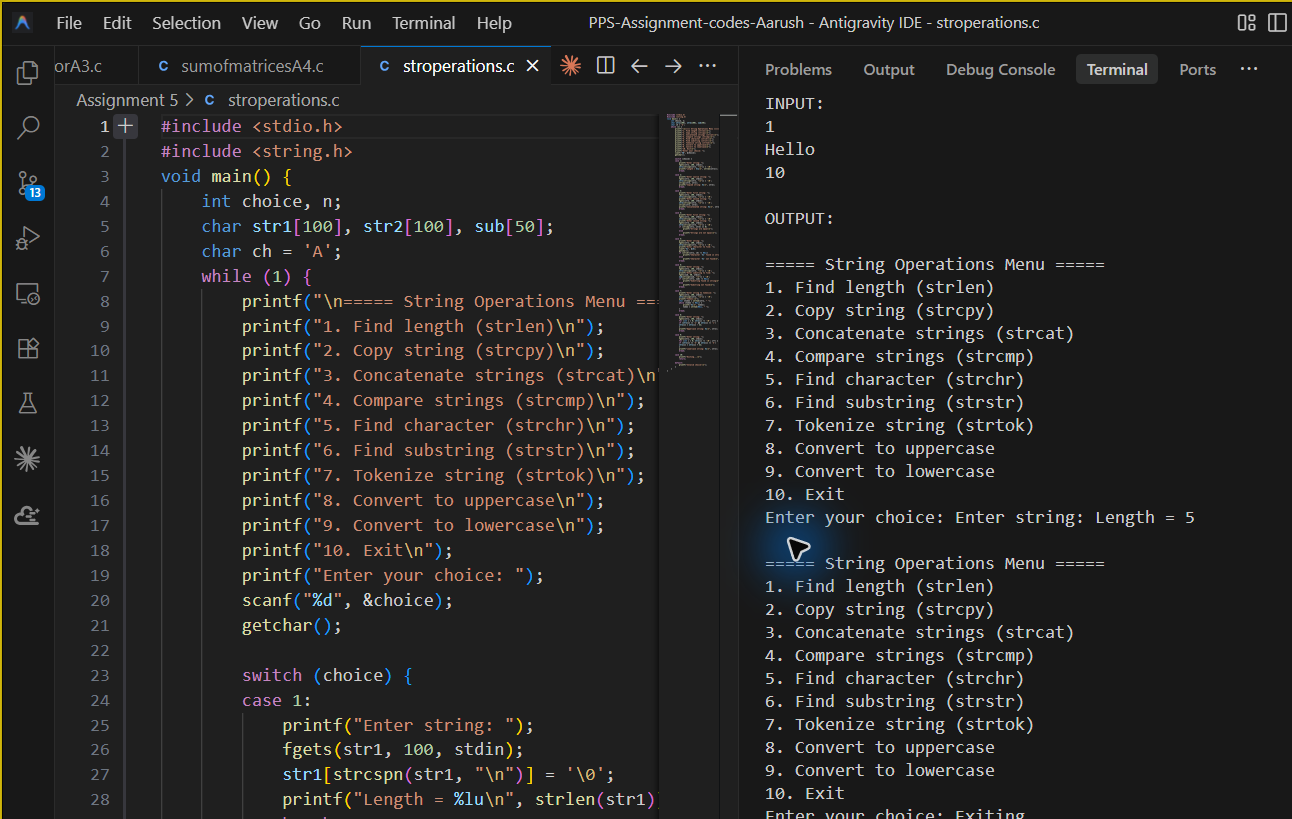 File Edit Selection View Go Run Terminal Help PPS-Assignment-codes-Aarush - Antigravity IDE - stroperations.c
orA3.c C sumofmatricesA4.c C stroperations.c
Assignment 5 > C stroperations.c
13
1 #include <stdio.h>
2 #include <string.h>
3 void main() {
4 int choice, n;
5 char str1[100], str2[100], sub[50];
6 char ch = 'A';
7 while (1) {
8 printf("\n===== String Operations Menu ==
9 printf("1. Find length (strlen)\n");
10 printf("2. Copy string (strcpy)\n");
11 printf("3. Concatenate strings (strcat)\n"
12 printf("4. Compare strings (strcmp)\n");
13 printf("5. Find character (strchr)\n");
14 printf("6. Find substring (strstr)\n");
15 printf("7. Tokenize string (strtok)\n");
16 printf("8. Convert to uppercase\n");
17 printf("9. Convert to lowercase\n");
18 printf("10. Exit\n");
19 printf("Enter your choice: ");
20 scanf("%d", &choice);
21 getchar();
22
23 switch (choice) {
24 case 1:
25 printf("Enter string: ");
26 fgets(str1, 100, stdin);
27 str1[strcspn(str1, "\n")] = '\0';
28 printf("Length = %lu\n", strlen(str1)
Problems Output Debug Console Terminal Ports
INPUT:
1
Hello
10
OUTPUT:
===== String Operations Menu =====
1. Find length (strlen)
2. Copy string (strcpy)
3. Concatenate strings (strcat)
4. Compare strings (strcmp)
5. Find character (strchr)
6. Find substring (strstr)
7. Tokenize string (strtok)
8. Convert to uppercase
9. Convert to lowercase
10. Exit
Enter your choice: Enter string: Length = 5
===== String Operations Menu =====
1. Find length (strlen)
2. Copy string (strcpy)
3. Concatenate strings (strcat)
4. Compare strings (strcmp)
5. Find character (strchr)
6. Find substring (strstr)
7. Tokenize string (strtok)
8. Convert to uppercase
9. Convert to lowercase
10. Exit
Enter your choice: Exiting